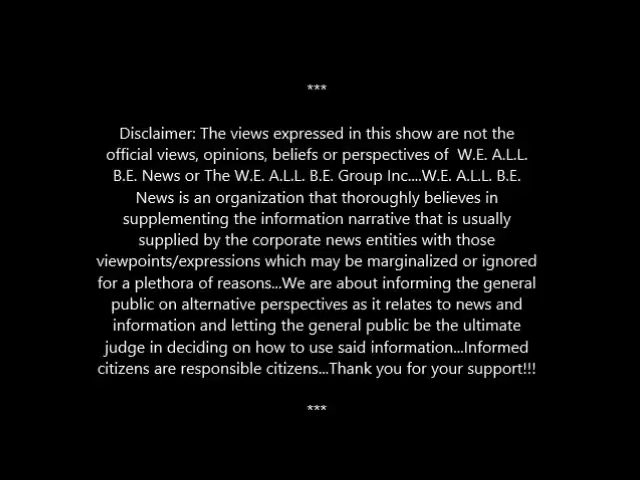 ***
Disclaimer: The views expressed in this show are not the
official views, opinions, beliefs or perspectives of  W.E. A.L.L.
B.E. News or The W.E. A.L.L. B.E. Group Inc....W.E. A.L.L. B.E.
News is an organization that thoroughly believes in
supplementing the information narrative that is usually
supplied by the corporate news entities with those
viewpoints/expressions which may be marginalized or ignored
for a plethora of reasons...We are about informing the general
public on alternative perspectives as it relates to news and
information and letting the general public be the ultimate
judge in deciding on how to use said information...Informed
citizens are responsible citizens...Thank you for your support!!!
***